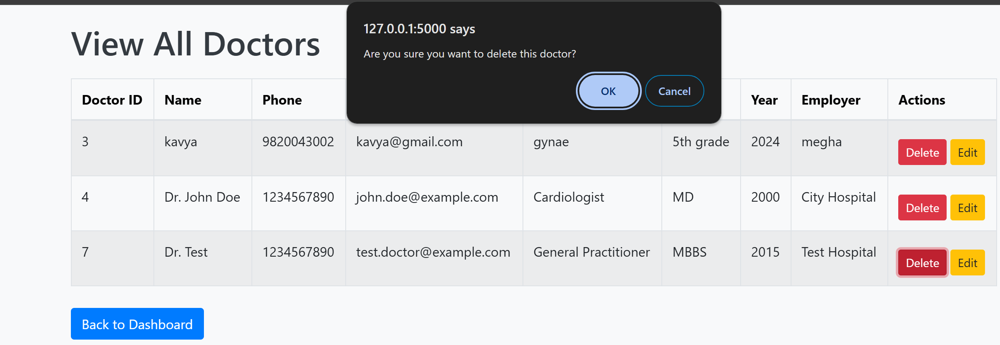 127.0.0.1:5000 says
Are you sure you want to delete this doctor?
OK Cancel
View All Doctors
Doctor ID Name Phone Year Employer Actions
3 kavya 9820043002 kavya@gmail.com gynae 5th grade 2024 megha Delete Edit
4 Dr. John Doe 1234567890 john.doe@example.com Cardiologist MD 2000 City Hospital Delete Edit
7 Dr. Test 1234567890 test.doctor@example.com General Practitioner MBBS 2015 Test Hospital Delete Edit
Back to Dashboard